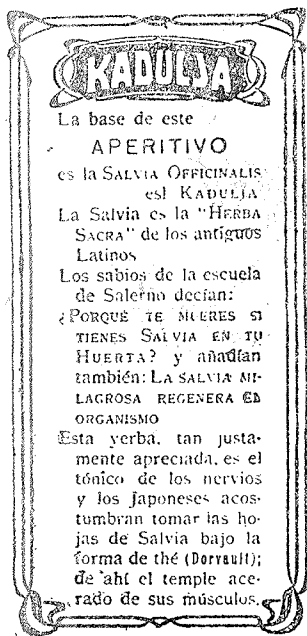 KADULJA
La base de este
APERITIVO
es la SALVIA OFFICINALIS
est KADULJA
La Salvia es la "HERBA
SACRA" de los antiguos
Latinos
Los sabios de la escuela
de Salerno decían:
¿PORQUÉ TE MUERES SI
TIENES SALVIA EN TU
HUERTA? y añadían
también: LA SALVIA MI-
LAGROSA REGENERA EL
ORGANISMO
Esta yerba, tan justa-
mente apreciada, es el
tónico de los nervios
y los japoneses acos-
tumbran tomar las ho-
jas de Salvia bajo la
forma de thé (Dorvault);
de ahí el temple ace-
rado de sus músculos.